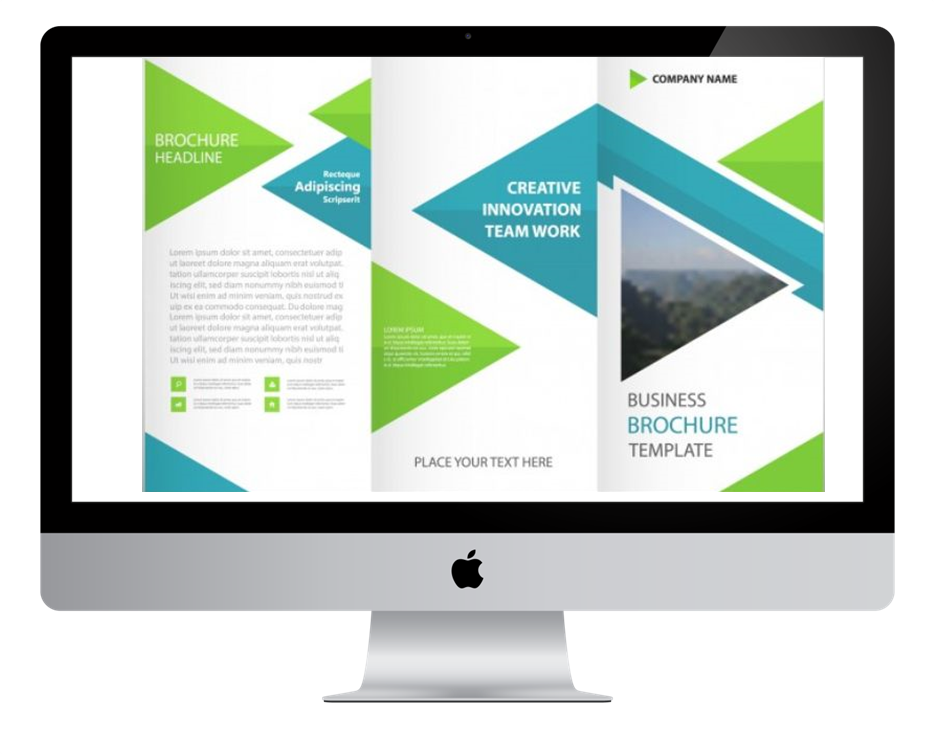 BROCHURE
HEADLINE
Recteque
Adipiscing
Scripserit
Lorem ipsum dolor sit amet, consectetuer adip
ut laoreet dolore magna aliquam erat volutpat.
tation ullamcorper suscipit lobortis nisl ut aliq
iscing elit, sed diam nonummy nibh euismod ti
Ut wisi enim ad minim veniam, quis nostrud ex
uip ex ea commodo consequat. Du dolore mag
Lorem ipsum dolor sit amet, consectetuer adip
ut laoreet dolore magna aliquam erat volutpat.
tation ullamcorper suscipit lobortis nisl ut aliq
iscing elit, sed diam nonummy nibh euismod ti
Ut wisi enim ad minim veniam, quis nostr
CREATIVE
INNOVATION
TEAM WORK
LOREM IPSUM
PLACE YOUR TEXT HERE
COMPANY NAME
BUSINESS
BROCHURE
TEMPLATE